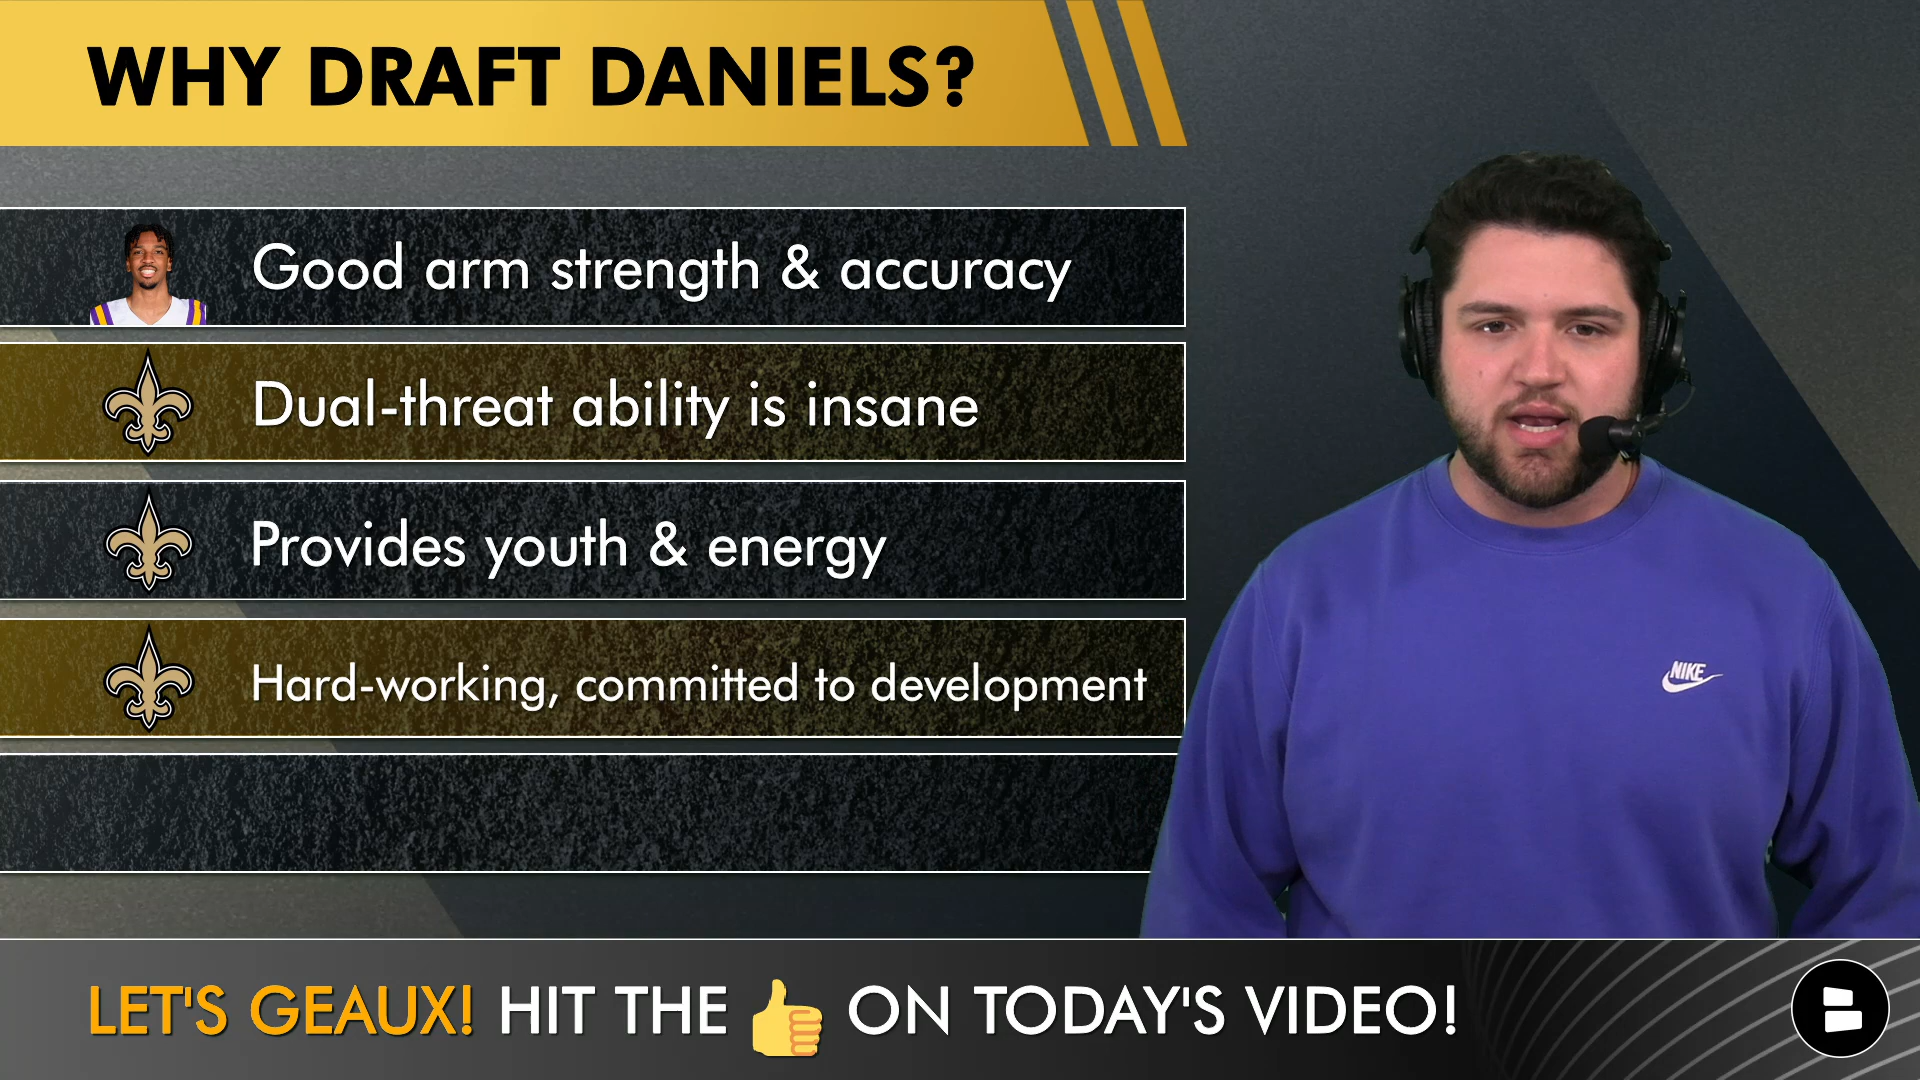 WHY DRAFT DANIELS?
Good arm strength & accuracy
Dual-threat ability is insane
Provides youth & energy
Hard-working, committed to development
NIKE
LET'S GEAUX! HIT THE 👍 ON TODAY'S VIDEO!